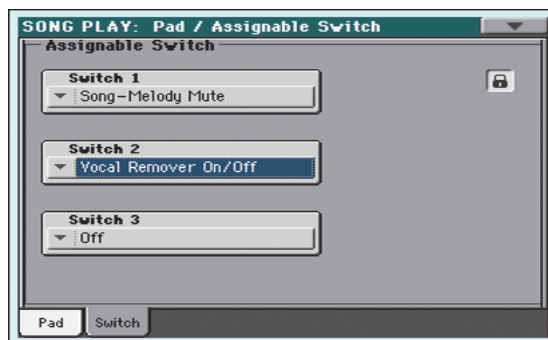 SONG PLAY: Pad / Assignable Switch
Assignable Switch
Switch 1
Song-Melody Mute
Switch 2
Vocal Remover On/Off
Switch 3
Off
Pad Switch